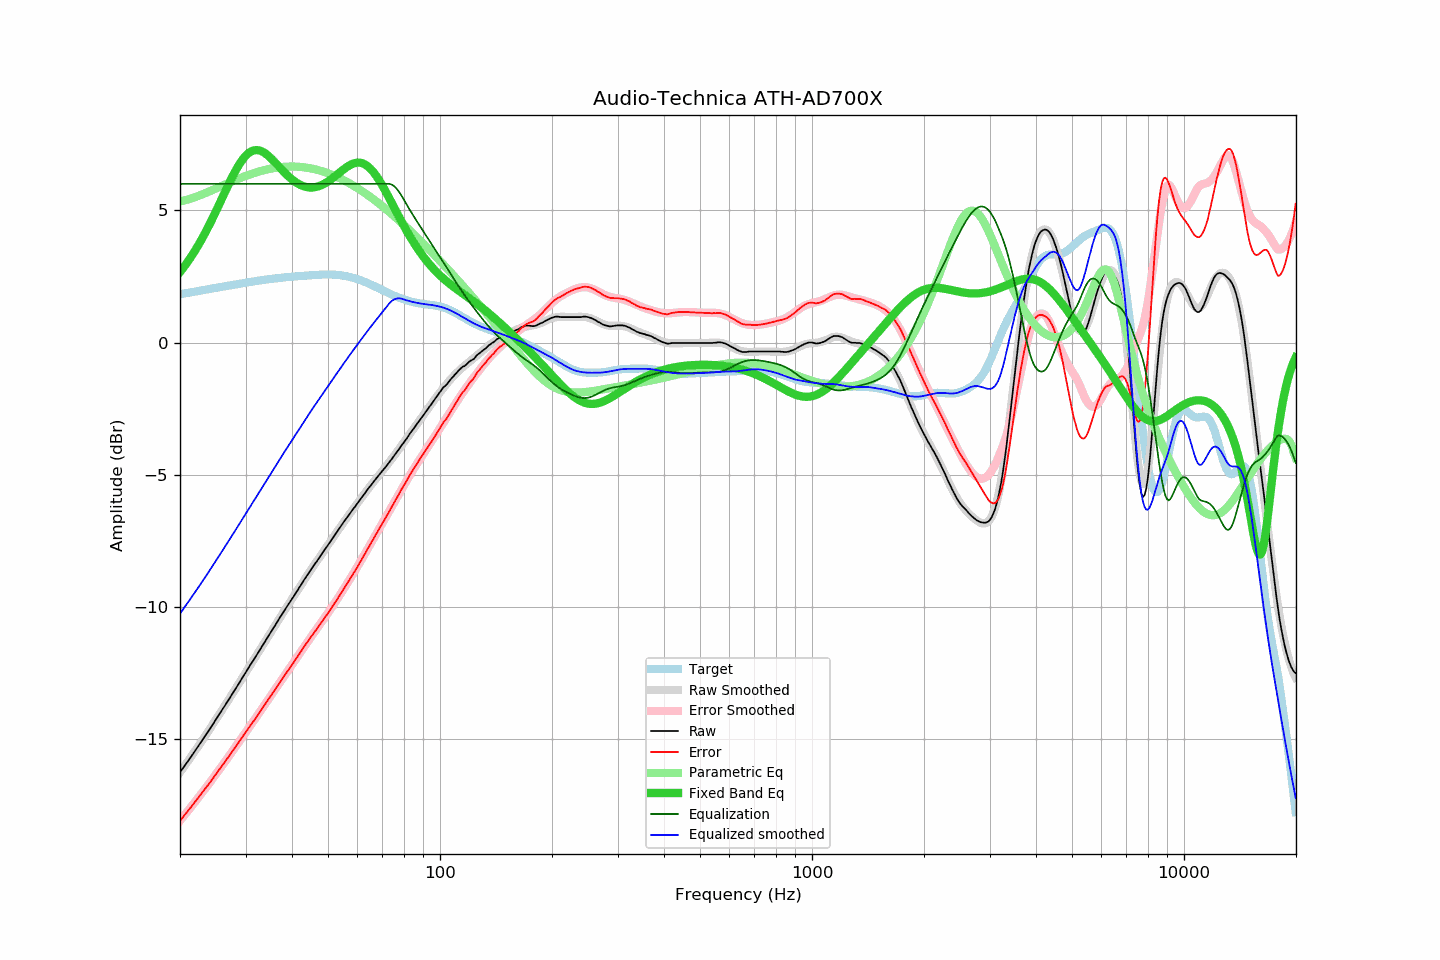 Audio-Technica ATH-AD700X
Amplitude (dBr)
5
0
−5
−10
−15
Target
Raw Smoothed
Error Smoothed
Raw
Error
Parametric Eq
Fixed Band Eq
Equalization
Equalized smoothed
100
1000
10000
Frequency (Hz)